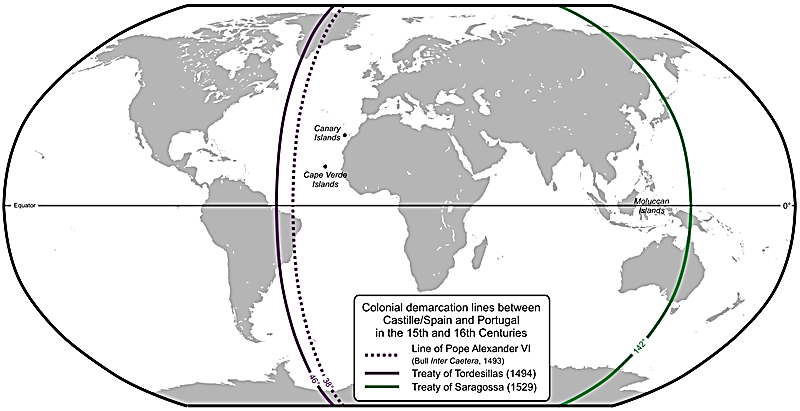 Canary
Islands
Cape Verde
Islands
Equator
Moluccan
Islands
0°
142°
46°
38°
Colonial demarcation lines between
Castille/Spain and Portugal
in the 15th and 16th Centuries
Line of Pope Alexander VI
(Bull Inter Caetera, 1493)
Treaty of Tordesillas (1494)
Treaty of Saragossa (1529)